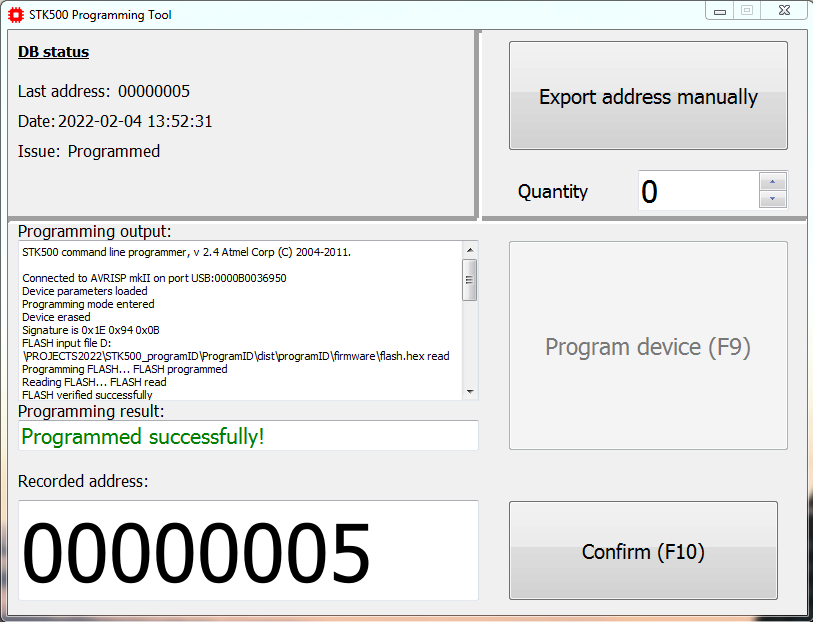 STK500 Programming Tool
DB status
Last address: 00000005
Date: 2022-02-04 13:52:31
Issue: Programmed
Export address manually
Quantity 0
Programming output:
STK500 command line programmer, v 2.4 Atmel Corp (C) 2004-2011.
Connected to AVRISP mkII on port USB:0000B0036950
Device parameters loaded
Programming mode entered
Device erased
Signature is 0x1E 0x94 0x0B
FLASH input file D:
\PROJECTS2022\STK500_programID\ProgramID\dist\programID\firmware\flash.hex read
Programming FLASH... FLASH programmed
Reading FLASH... FLASH read
FLASH verified successfully
Program device (F9)
Programming result:
Programmed successfully!
Recorded address:
00000005
Confirm (F10)